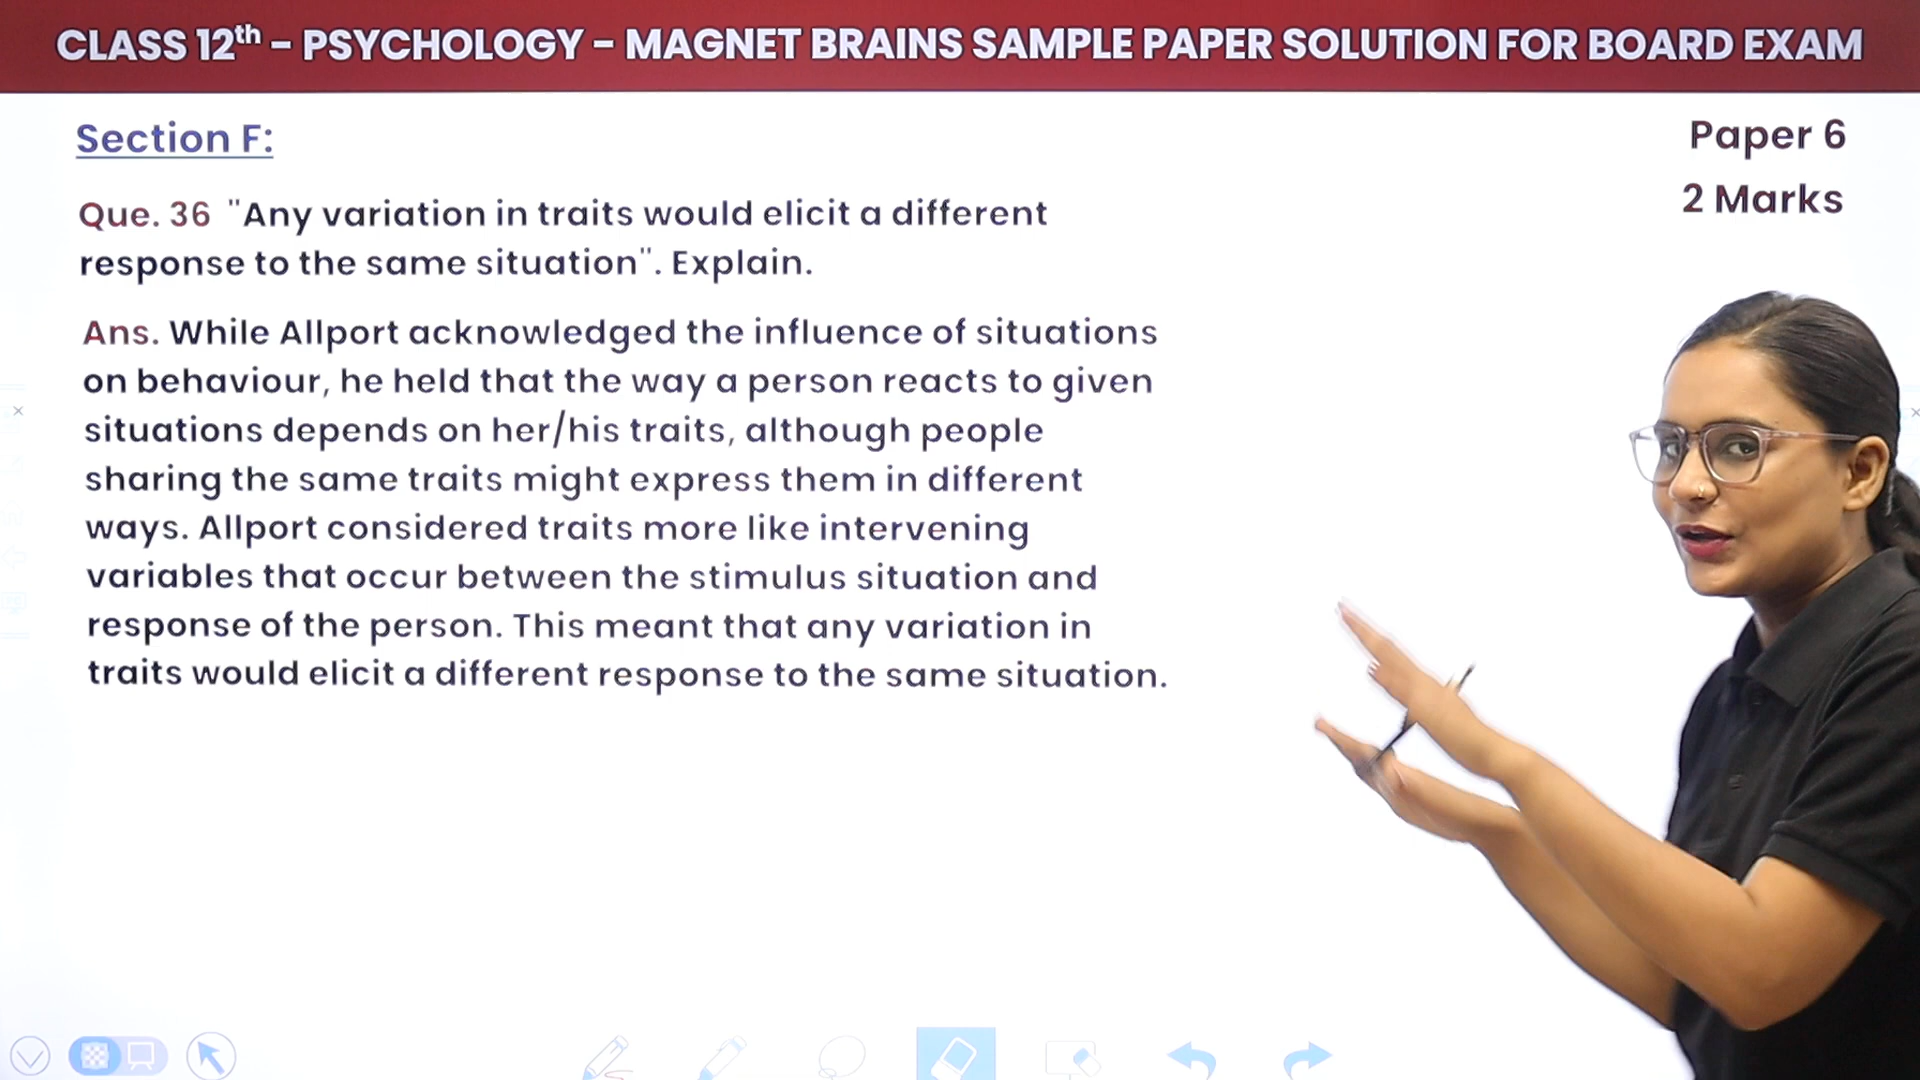 CLASS 12th - PSYCHOLOGY - MAGNET BRAINS SAMPLE PAPER SOLUTION FOR BOARD EXAM
Section F:
Paper 6
2 Marks
Que. 36 "Any variation in traits would elicit a different
response to the same situation". Explain.
Ans. While Allport acknowledged the influence of situations
on behaviour, he held that the way a person reacts to given
situations depends on her/his traits, although people
sharing the same traits might express them in different
ways. Allport considered traits more like intervening
variables that occur between the stimulus situation and
response of the person. This meant that any variation in
traits would elicit a different response to the same situation.